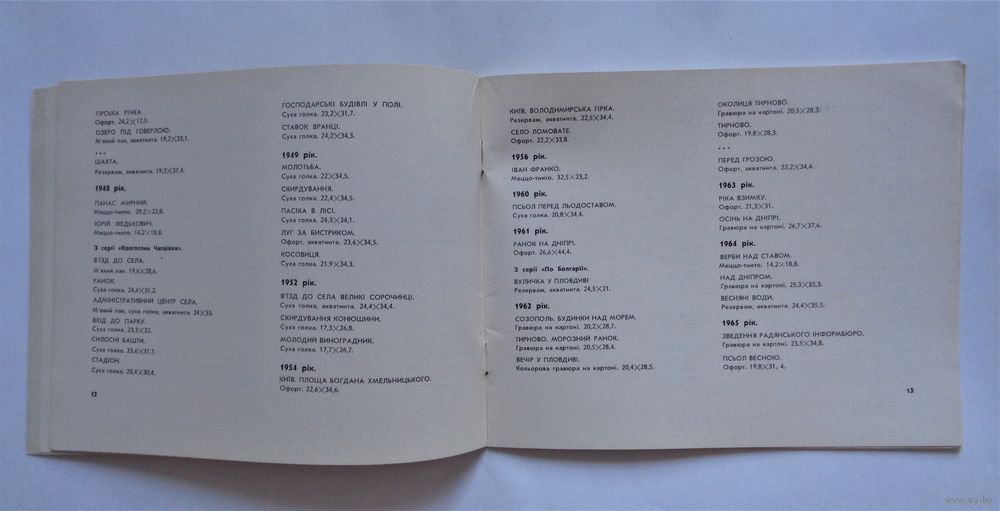 ГІРСЬКА РІЧКА.
Офорт. 24,2×17,5.
ОЗЕРО ПІД ГОВЕРЛОЮ.
М'який лак, акватинта. 19,2×33,1.
***
ШАХТА.
Резерваж, акватинта. 19,3×37,4.
1948 рік.
ПАНАС МИРНИЙ.
Меццо-тинто. 29,2×22,8.
ЮРІЙ ФЕДЬКОВИЧ.
Меццо-тинто. 14,2×18,8.
З серії «Колгоспна Чапаївка».
В'ЇЗД ДО СЕЛА.
М'який лак. 19,6×28,6.
РАНОК.
Суха голка. 24,4×31,2.
АДМІНІСТРАТИВНИЙ ЦЕНТР СЕЛА.
М'який лак, суха голка, акватинта. 24×33.
ВХІД ДО ПАРКУ.
Суха голка. 23,3×32.
СИЛОСНІ БАШТИ.
Суха голка. 25,6×31,7.
СТАДІОН.
Суха голка. 20,4×30,4.
12
ГОСПОДАРСЬКІ БУДІВЛІ У ПОЛІ.
Суха голка. 23,2×31,7.
СТАВОК ВРАНЦІ.
Суха голка. 24,2×34,3.
1949 рік.
МОЛОТЬБА.
Суха голка. 22×34,5.
СКИРДУВАННЯ.
Суха голка. 22,4×34,5.
ПАСІКА В ЛІСІ.
Суха голка. 24,3×34,1.
ЛУГ ЗА БИСТРИКОМ.
Офорт, акватинта. 23,6×34,5.
КОСОВИЦЯ.
Суха голка. 21,9×34,3.
1952 рік.
В'ЇЗД ДО СЕЛА ВЕЛИКІ СОРОЧИНЦІ.
Суха голка, акватинта. 24,4×34,4.
СКИРДУВАННЯ КОНЮШИНИ.
Суха голка. 17,3×26,8.
МОЛОДИЙ ВИНОГРАДНИК.
Суха голка. 17,7×26,7.
1954 рік.
КИЇВ. ПЛОЩА БОГДАНА ХМЕЛЬНИЦЬКОГО.
Офорт. 22,6×34,6.
КИЇВ. ВОЛОДИМИРСЬКА ГІРКА.
Резерваж, акватинта. 22,5×34,4.
СЕЛО ЛОМОВАТЕ.
Офорт. 22,2×33,8.
1956 рік.
ІВАН ФРАНКО.
Меццо-тинто. 32,5×23,2.
1960 рік.
ПСЬОЛ ПЕРЕД ЛЬОДОСТАВОМ.
Суха голка. 20,8×34,4.
1961 рік.
РАНОК НА ДНІПРІ.
Офорт. 26,6×44,4.
З серії «По Болгарії».
ВУЛИЧКА У ПЛОВДИВІ
Резерваж, акватинта. 24,5×21.
1962 рік.
СОЗОПОЛЬ. БУДИНКИ НАД МОРЕМ.
Гравюра на картоні. 20,2×28,7.
ТИРНОВО. МОРОЗНИЙ РАНОК.
Гравюра на картоні. 20,5×28,4.
ВЕЧІР У ПЛОВДИВІ.
Кольорова гравюра на картоні. 20,4×28,5.
ОКОЛИЦЯ ТИРНОВО.
Гравюра на картоні. 20,5×28,3.
ТИРНОВО.
Офорт. 19,8×28,3.
***
ПЕРЕД ГРОЗОЮ.
Офорт, акватинта. 22,2×34,4.
1963 рік.
РІКА ВЗИМКУ.
Офорт. 21,3×31.
ОСІНЬ НА ДНІПРІ.
Гравюра на картоні. 26,7×37,6.
1964 рік.
ВЕРБИ НАД СТАВОМ.
Меццо-тинто. 14,2×18,8.
НАД ДНІПРОМ.
Гравюра на картоні. 25,3×35,3.
ВЕСНЯНІ ВОДИ.
Резерваж, акватинта. 24,4×35,5.
1965 рік.
ЗВЕДЕННЯ РАДЯНСЬКОГО ІНФОРМБЮРО.
Гравюра на картоні. 23,5×34,8.
ПСЬОЛ ВЕСНОЮ.
Офорт. 19,8×31, 4.
13
www.ay.by